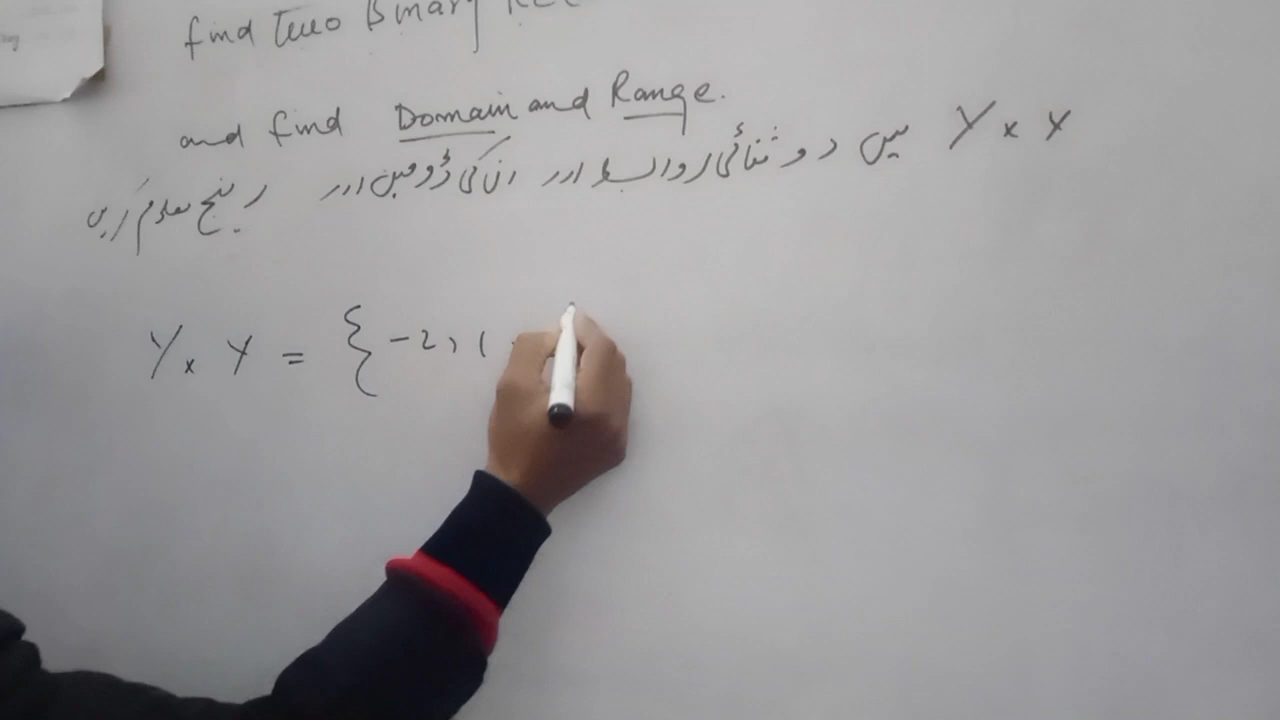 find Two Binary
and find Domain and Range.
Y × Y میں دو ثنائی روابط اور ان کی ڈومین اور رینج معلوم کریں
Y × Y = { -2, 1